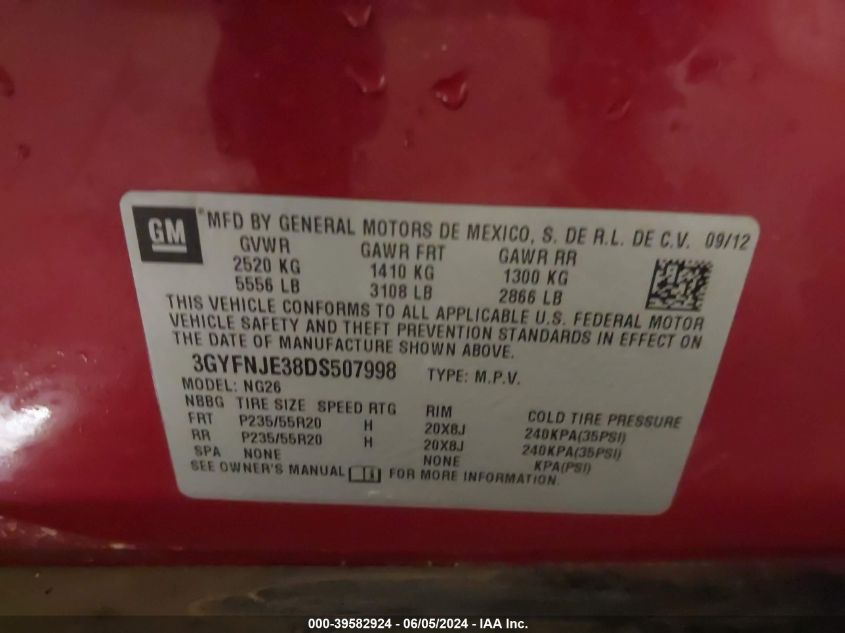 GM ® MFD BY GENERAL MOTORS DE MEXICO, S. DE R.L. DE C.V. 09/12
GVWR GAWR FRT GAWR RR
2520 KG 1410 KG 1300 KG
5556 LB 3108 LB 2866 LB
THIS VEHICLE CONFORMS TO ALL APPLICABLE U.S. FEDERAL MOTOR
VEHICLE SAFETY AND THEFT PREVENTION STANDARDS IN EFFECT ON
THE DATE OF MANUFACTURE SHOWN ABOVE.
3GYFNJE38DS507998 TYPE: M.P.V.
MODEL: NG26
NBBG TIRE SIZE SPEED RTG RIM COLD TIRE PRESSURE
FRT P235/55R20 H 20X8J 240KPA(35PSI)
RR P235/55R20 H 20X8J 240KPA(35PSI)
SPA NONE NONE KPA(PSI)
SEE OWNER'S MANUAL FOR MORE INFORMATION.
000-39582924 / 06/05/2024 - IAA Inc.